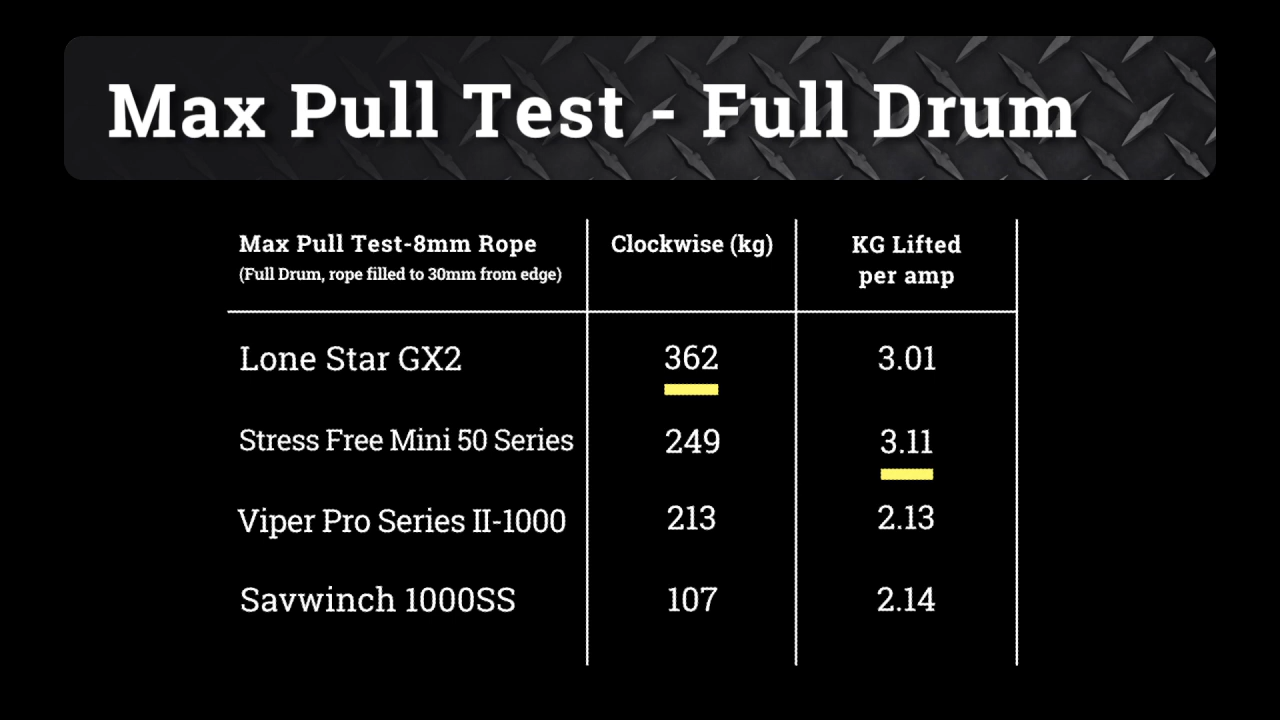 Max Pull Test - Full Drum
Max Pull Test-8mm Rope
(Full Drum, rope filled to 30mm from edge)
Clockwise (kg)
KG Lifted
per amp
Lone Star GX2 362 3.01
Stress Free Mini 50 Series 249 3.11
Viper Pro Series II-1000 213 2.13
Savwinch 1000SS 107 2.14